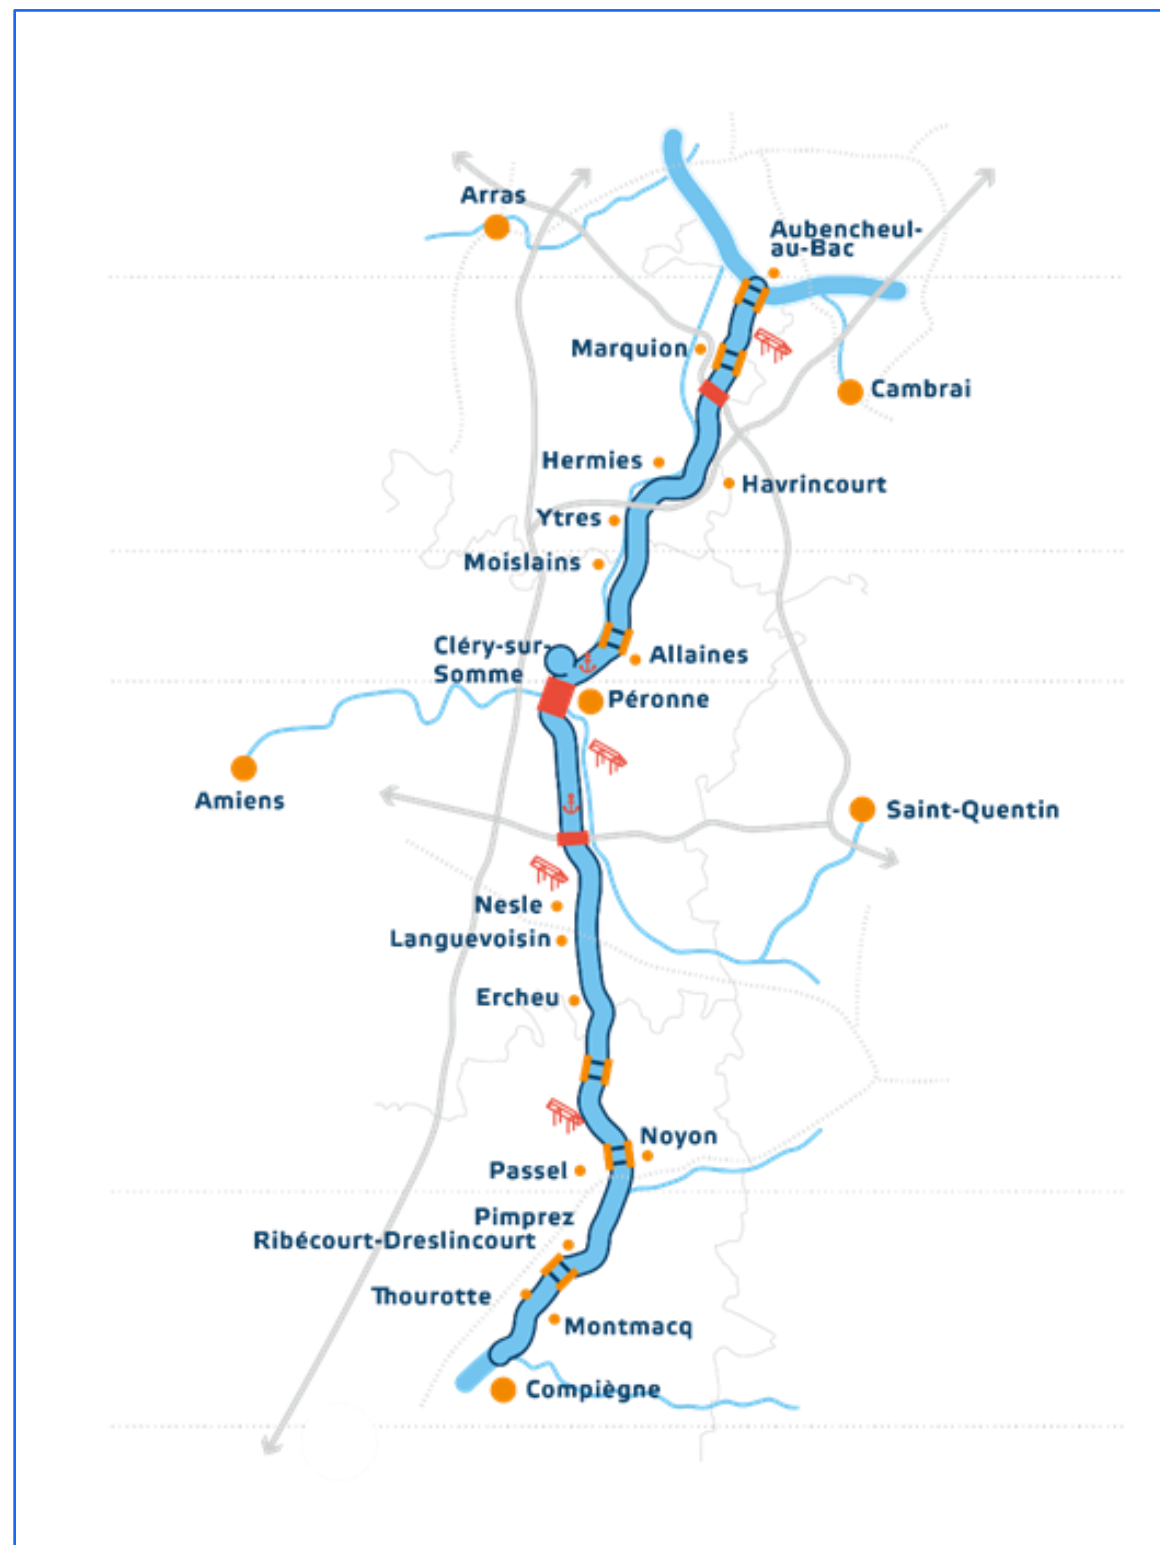 Arras
Aubencheul-
au-Bac
Marquion
Cambrai
Hermies
Havrincourt
Ytres
Moislains
Cléry-sur-
Somme
Allaines
Péronne
Amiens
Saint-Quentin
Nesle
Languevoisin
Ercheu
Noyon
Passel
Pimprez
Ribécourt-Dreslincourt
Thourotte
Montmacq
Compiègne